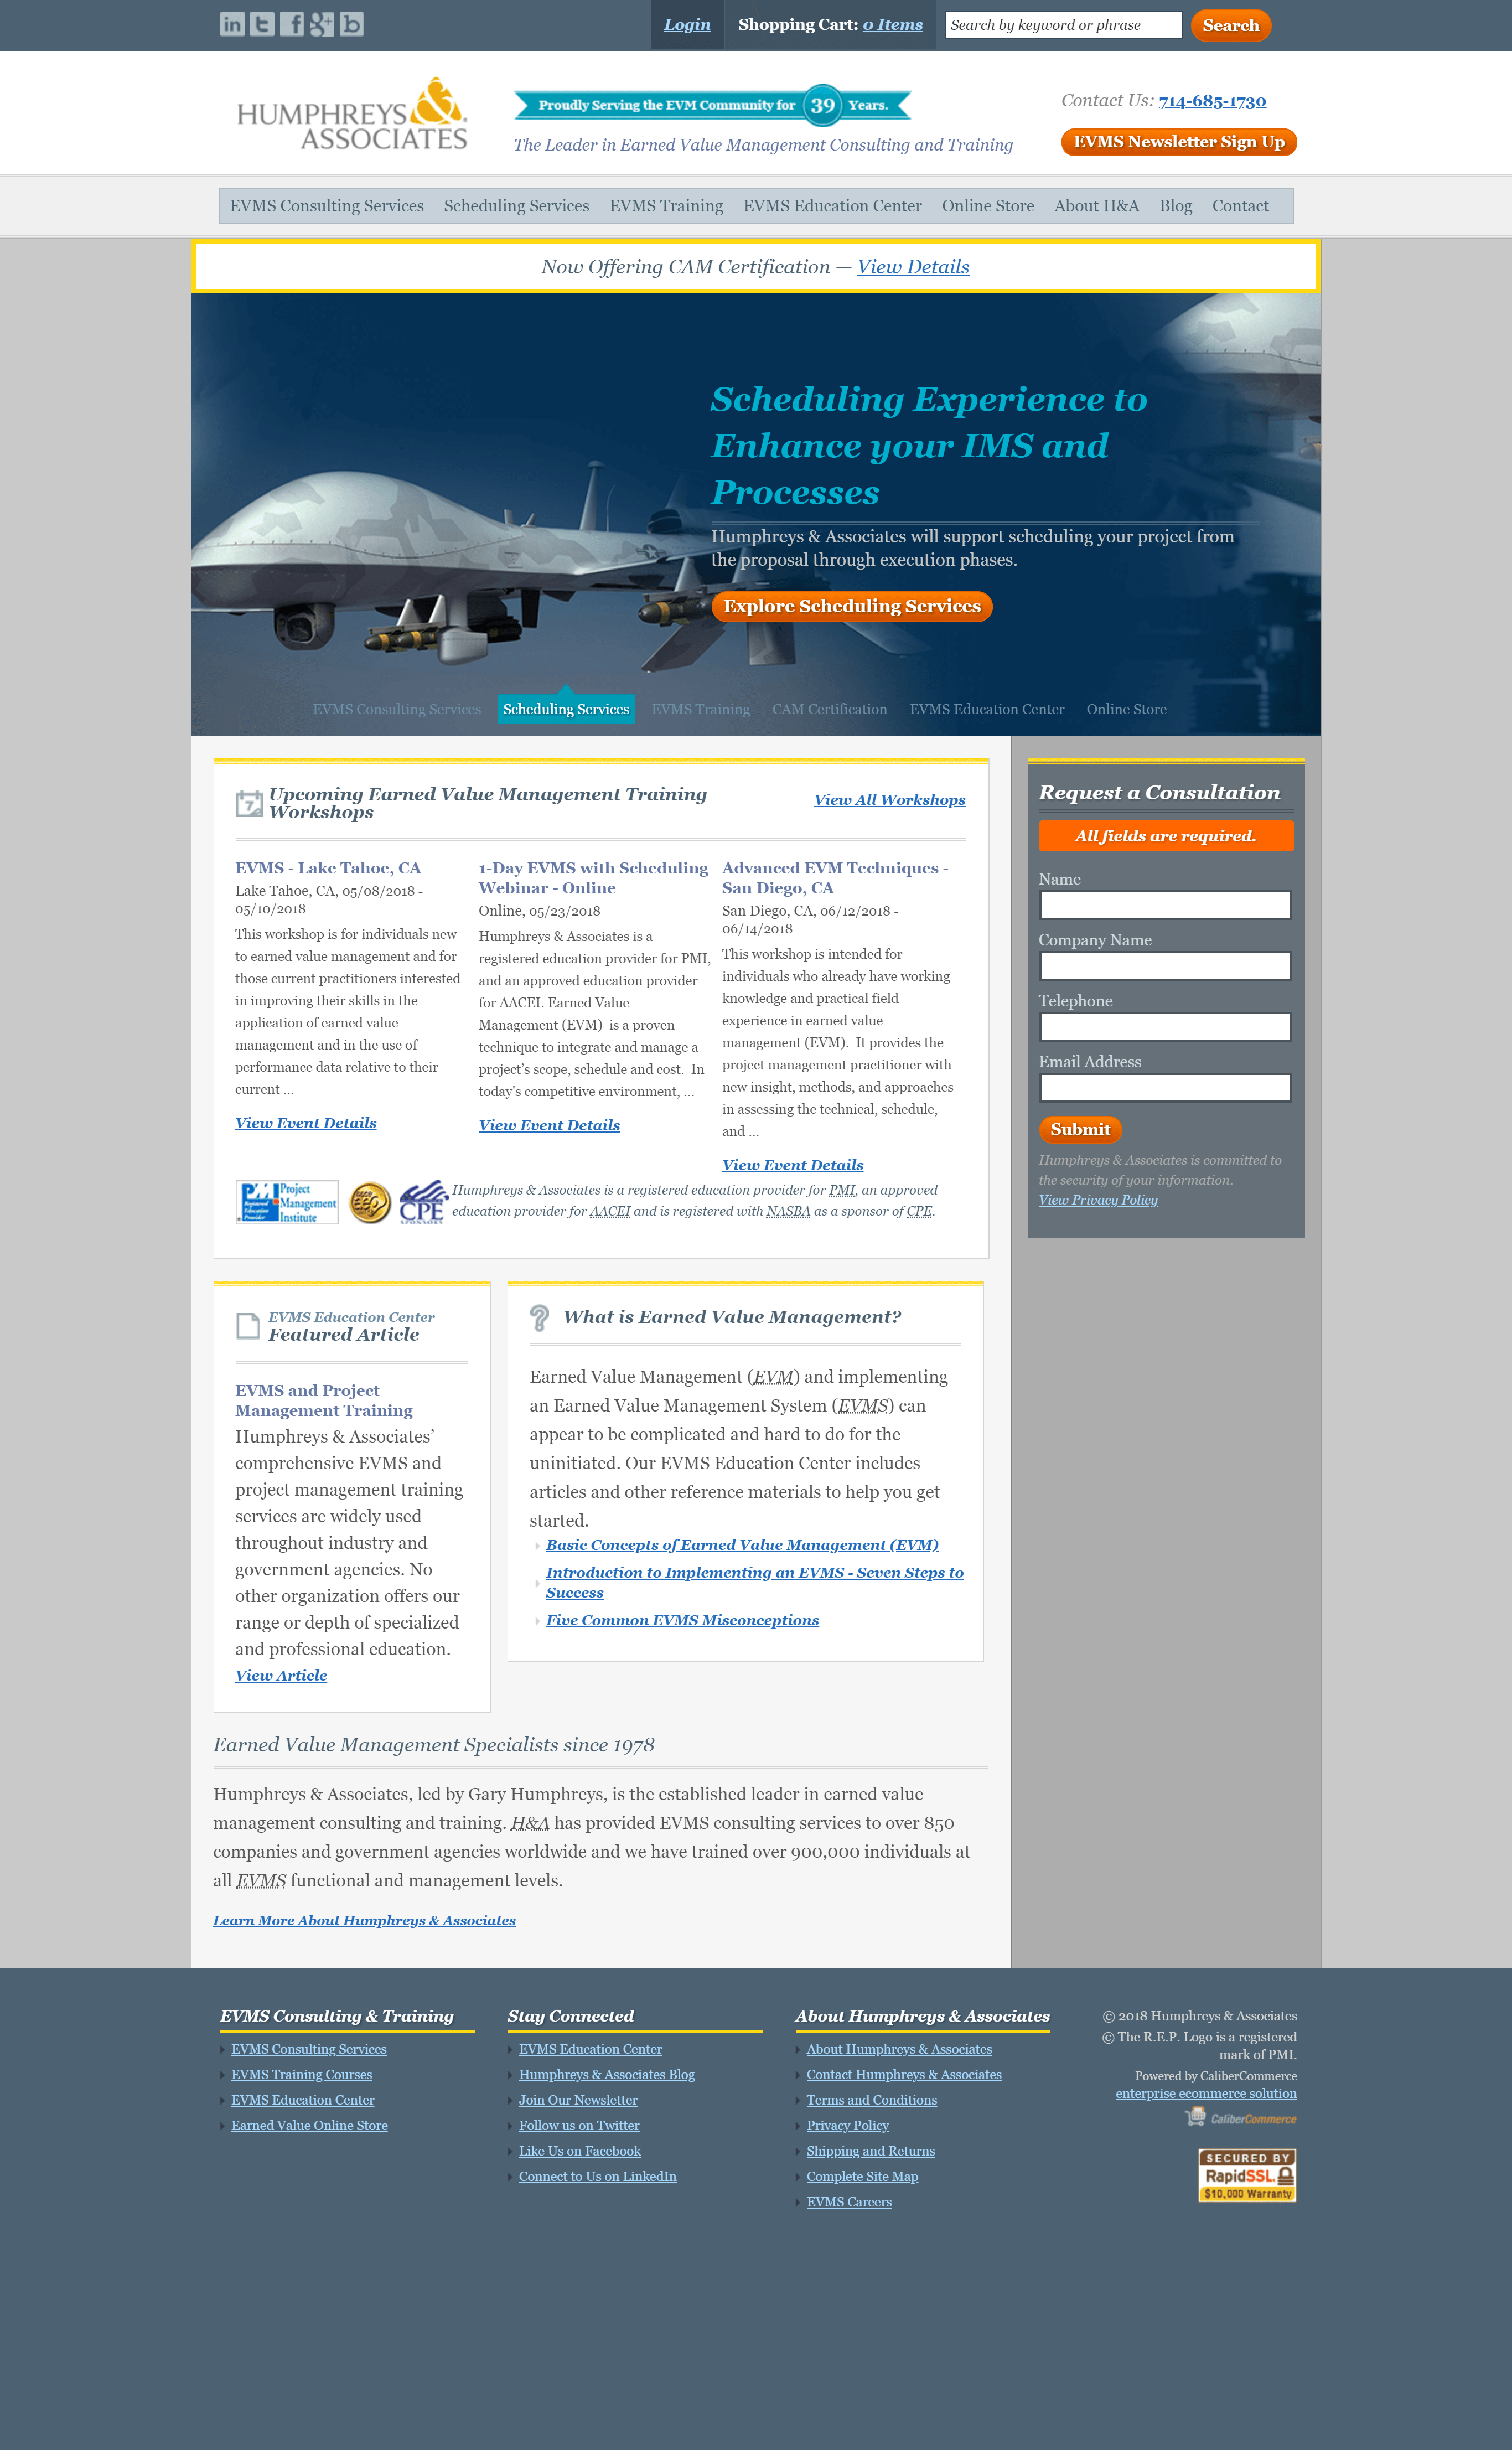 Login
Shopping Cart: 0 Items
Search by keyword or phrase
Search
HUMPHREYS &
ASSOCIATES
Proudly Serving the EVM Community for 39 Years.
The Leader in Earned Value Management Consulting and Training
Contact Us: 714-685-1730
EVMS Newsletter Sign Up
EVMS Consulting Services Scheduling Services EVMS Training EVMS Education Center Online Store About H&A Blog Contact
Now Offering CAM Certification — View Details
Scheduling Experience to
Enhance your IMS and
Processes
Humphreys & Associates will support scheduling your project from
the proposal through execution phases.
Explore Scheduling Services
EVMS Consulting Services Scheduling Services EVMS Training CAM Certification EVMS Education Center Online Store
7
Upcoming Earned Value Management Training
Workshops
View All Workshops
EVMS - Lake Tahoe, CA
Lake Tahoe, CA, 05/08/2018 -
05/10/2018
This workshop is for individuals new
to earned value management and for
those current practitioners interested
in improving their skills in the
application of earned value
management and in the use of
performance data relative to their
current ...
View Event Details
1-Day EVMS with Scheduling
Webinar - Online
Online, 05/23/2018
Humphreys & Associates is a
registered education provider for PMI,
and an approved education provider
for AACEI. Earned Value
Management (EVM)  is a proven
technique to integrate and manage a
project's scope, schedule and cost.  In
today's competitive environment, ...
View Event Details
Advanced EVM Techniques -
San Diego, CA
San Diego, CA, 06/12/2018 -
06/14/2018
This workshop is intended for
individuals who already have working
knowledge and practical field
experience in earned value
management (EVM).  It provides the
project management practitioner with
new insight, methods, and approaches
in assessing the technical, schedule,
and ...
View Event Details
Project
Management
Institute
CPE
SPONSORS
Humphreys & Associates is a registered education provider for PMI, an approved
education provider for AACEI and is registered with NASBA as a sponsor of CPE.
Request a Consultation
All fields are required.
Name
Company Name
Telephone
Email Address
Submit
Humphreys & Associates is committed to
the security of your information.
View Privacy Policy
EVMS Education Center
Featured Article
EVMS and Project
Management Training
Humphreys & Associates’
comprehensive EVMS and
project management training
services are widely used
throughout industry and
government agencies. No
other organization offers our
range or depth of specialized
and professional education.
View Article
What is Earned Value Management?
Earned Value Management (EVM) and implementing
an Earned Value Management System (EVMS) can
appear to be complicated and hard to do for the
uninitiated. Our EVMS Education Center includes
articles and other reference materials to help you get
started.
Basic Concepts of Earned Value Management (EVM)
Introduction to Implementing an EVMS - Seven Steps to
Success
Five Common EVMS Misconceptions
Earned Value Management Specialists since 1978
Humphreys & Associates, led by Gary Humphreys, is the established leader in earned value
management consulting and training. H&A has provided EVMS consulting services to over 850
companies and government agencies worldwide and we have trained over 900,000 individuals at
all EVMS functional and management levels.
Learn More About Humphreys & Associates
EVMS Consulting & Training
EVMS Consulting Services
EVMS Training Courses
EVMS Education Center
Earned Value Online Store
Stay Connected
EVMS Education Center
Humphreys & Associates Blog
Join Our Newsletter
Follow us on Twitter
Like Us on Facebook
Connect to Us on LinkedIn
About Humphreys & Associates
About Humphreys & Associates
Contact Humphreys & Associates
Terms and Conditions
Privacy Policy
Shipping and Returns
Complete Site Map
EVMS Careers
© 2018 Humphreys & Associates
© The R.E.P. Logo is a registered
mark of PMI.
Powered by CaliberCommerce
enterprise ecommerce solution
CaliberCommerce
SECURED BY
RapidSSL
$10,000 Warranty